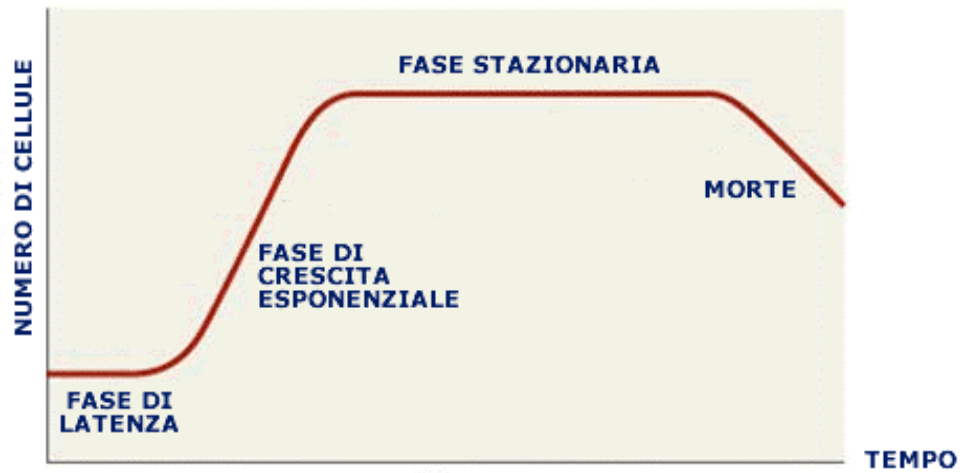 NUMERO DI CELLULE
FASE STAZIONARIA
MORTE
FASE DI
CRESCITA
ESPONENZIALE
FASE DI
LATENZA
TEMPO